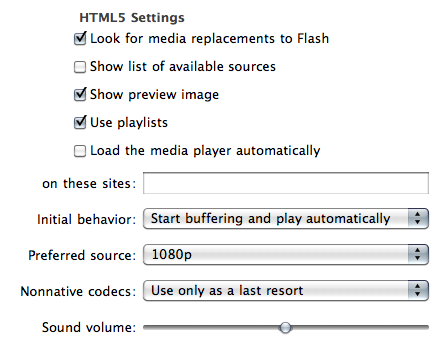 HTML5 Settings
Look for media replacements to Flash
Show list of available sources
Show preview image
Use playlists
Load the media player automatically
on these sites:
Initial behavior: Start buffering and play automatically
Preferred source: 1080p
Nonnative codecs: Use only as a last resort
Sound volume: